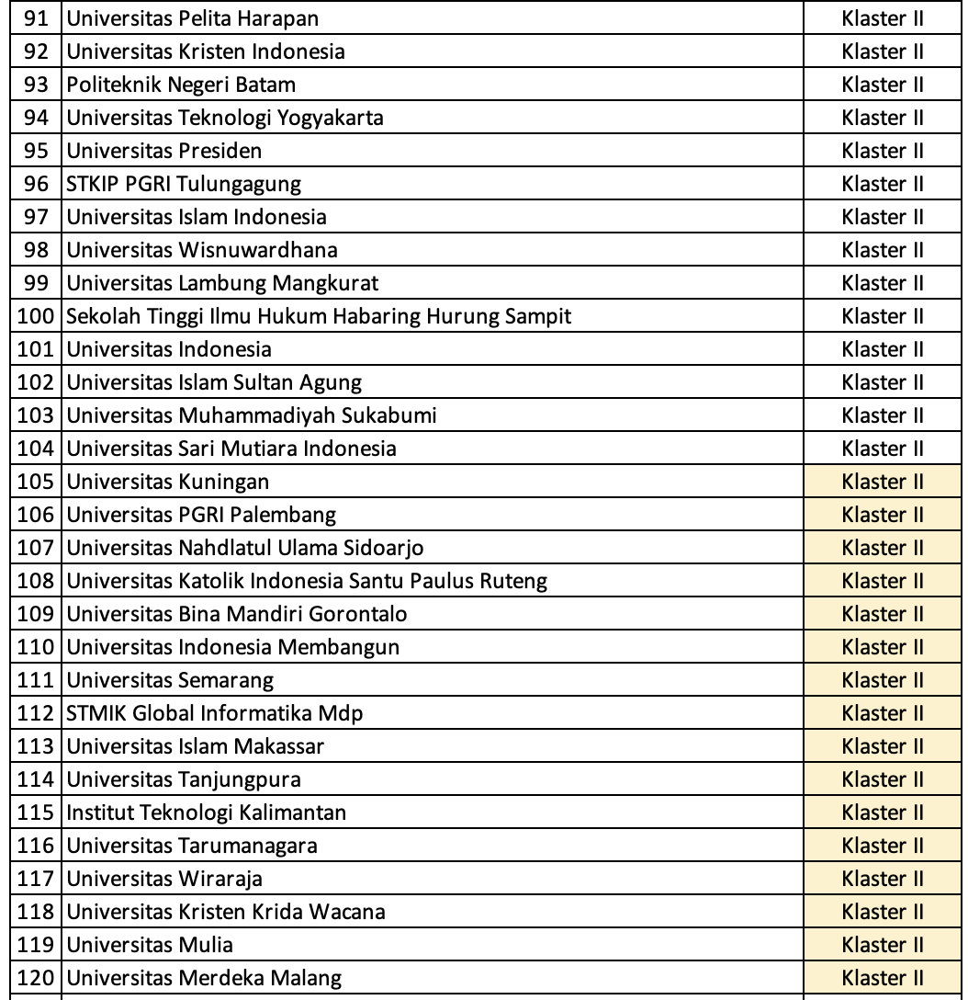 91 Universitas Pelita Harapan Klaster II
92 Universitas Kristen Indonesia Klaster II
93 Politeknik Negeri Batam Klaster II
94 Universitas Teknologi Yogyakarta Klaster II
95 Universitas Presiden Klaster II
96 STKIP PGRI Tulungagung Klaster II
97 Universitas Islam Indonesia Klaster II
98 Universitas Wisnuwardhana Klaster II
99 Universitas Lambung Mangkurat Klaster II
100 Sekolah Tinggi Ilmu Hukum Habaring Hurung Sampit Klaster II
101 Universitas Indonesia Klaster II
102 Universitas Islam Sultan Agung Klaster II
103 Universitas Muhammadiyah Sukabumi Klaster II
104 Universitas Sari Mutiara Indonesia Klaster II
105 Universitas Kuningan Klaster II
106 Universitas PGRI Palembang Klaster II
107 Universitas Nahdlatul Ulama Sidoarjo Klaster II
108 Universitas Katolik Indonesia Santu Paulus Ruteng Klaster II
109 Universitas Bina Mandiri Gorontalo Klaster II
110 Universitas Indonesia Membangun Klaster II
111 Universitas Semarang Klaster II
112 STMIK Global Informatika Mdp Klaster II
113 Universitas Islam Makassar Klaster II
114 Universitas Tanjungpura Klaster II
115 Institut Teknologi Kalimantan Klaster II
116 Universitas Tarumanagara Klaster II
117 Universitas Wiraraja Klaster II
118 Universitas Kristen Krida Wacana Klaster II
119 Universitas Mulia Klaster II
120 Universitas Merdeka Malang Klaster II